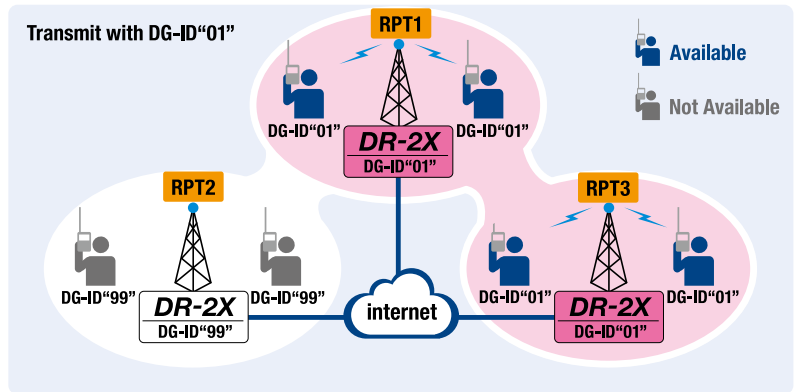 Transmit with DG-ID“01”
RPT1
Available
Not Available
DG-ID“01”
DG-ID“01”
DR-2X
DG-ID“01”
RPT2
RPT3
DG-ID“99”
DG-ID“99”
DG-ID“01”
DG-ID“01”
DR-2X
DG-ID“99”
internet
DR-2X
DG-ID“01”